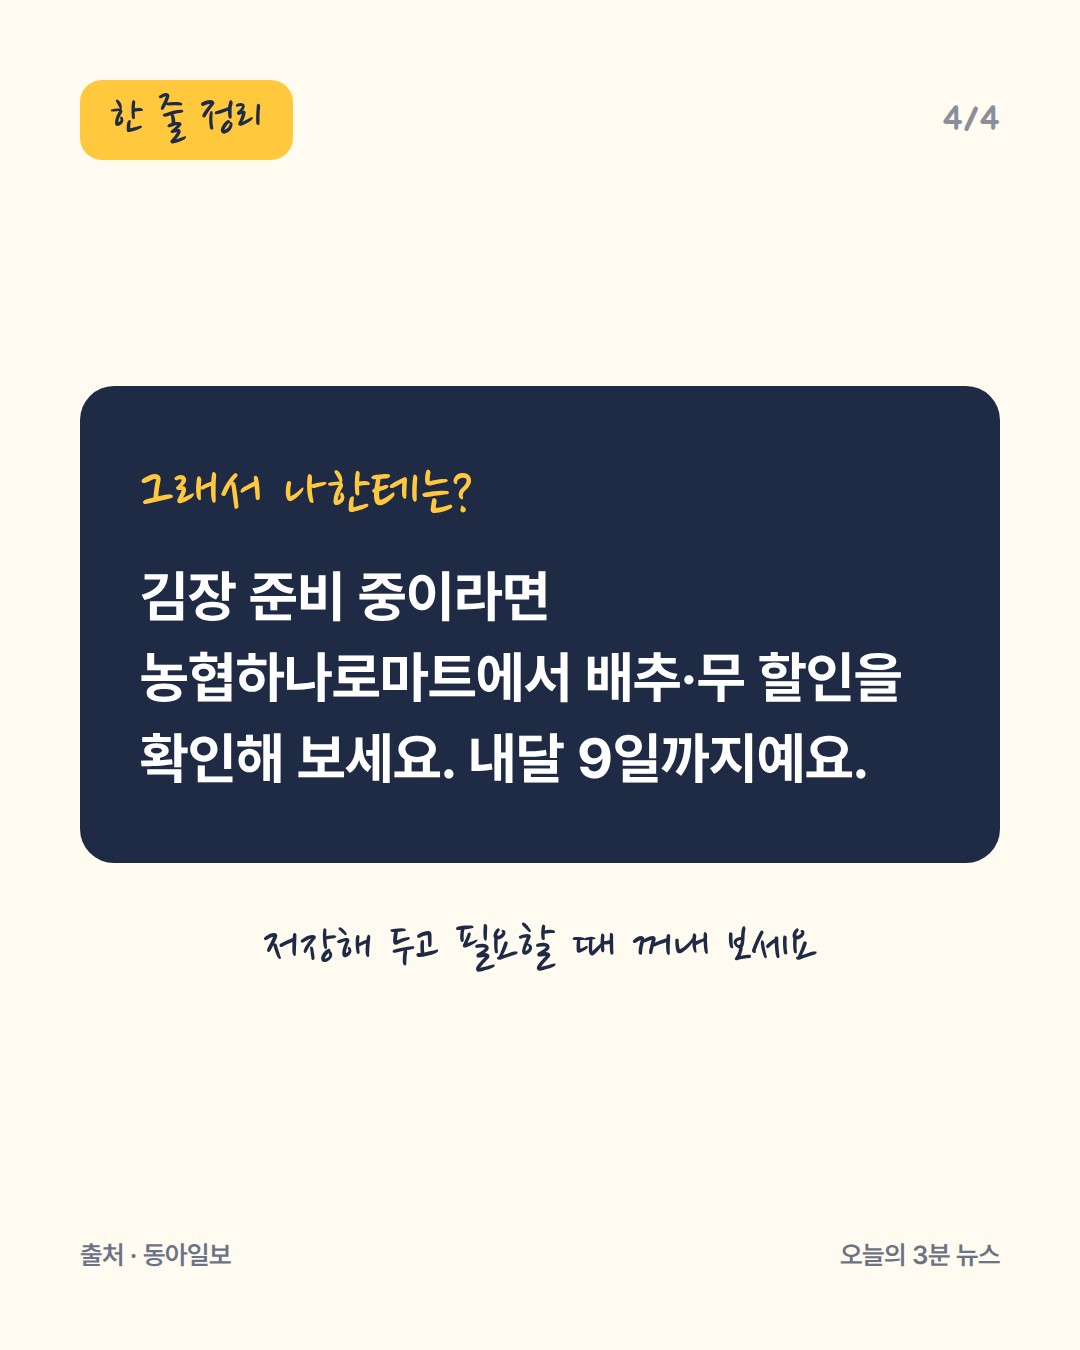 한 줄 정리
4/4
그래서 나한테는?
김장 준비 중이라면
농협하나로마트에서 배추·무 할인을
확인해 보세요. 내달 9일까지예요.
저장해 두고 필요할 때 꺼내 보세요
출처 · 동아일보
오늘의 3분 뉴스